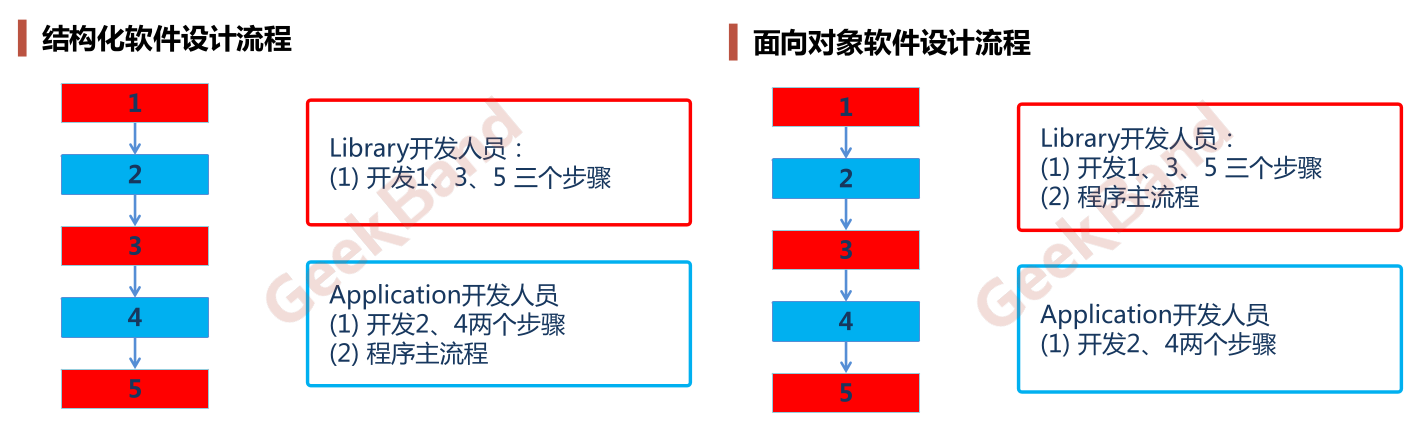 结构化软件设计流程
1
2
3
4
5
Library开发人员：
(1) 开发1、3、5 三个步骤
Application开发人员
(1) 开发2、4两个步骤
(2) 程序主流程
GeekBand
面向对象软件设计流程
1
2
3
4
5
Library开发人员：
(1) 开发1、3、5 三个步骤
(2) 程序主流程
Application开发人员
(1) 开发2、4两个步骤
GeekBand